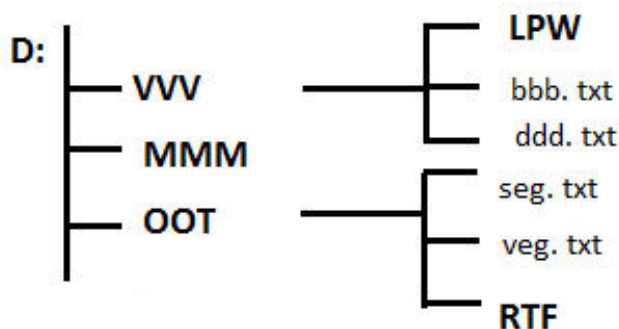 D:
LPW
VVV
bbb. txt
ddd. txt
MMM
seg. txt
OOT
veg. txt
RTF